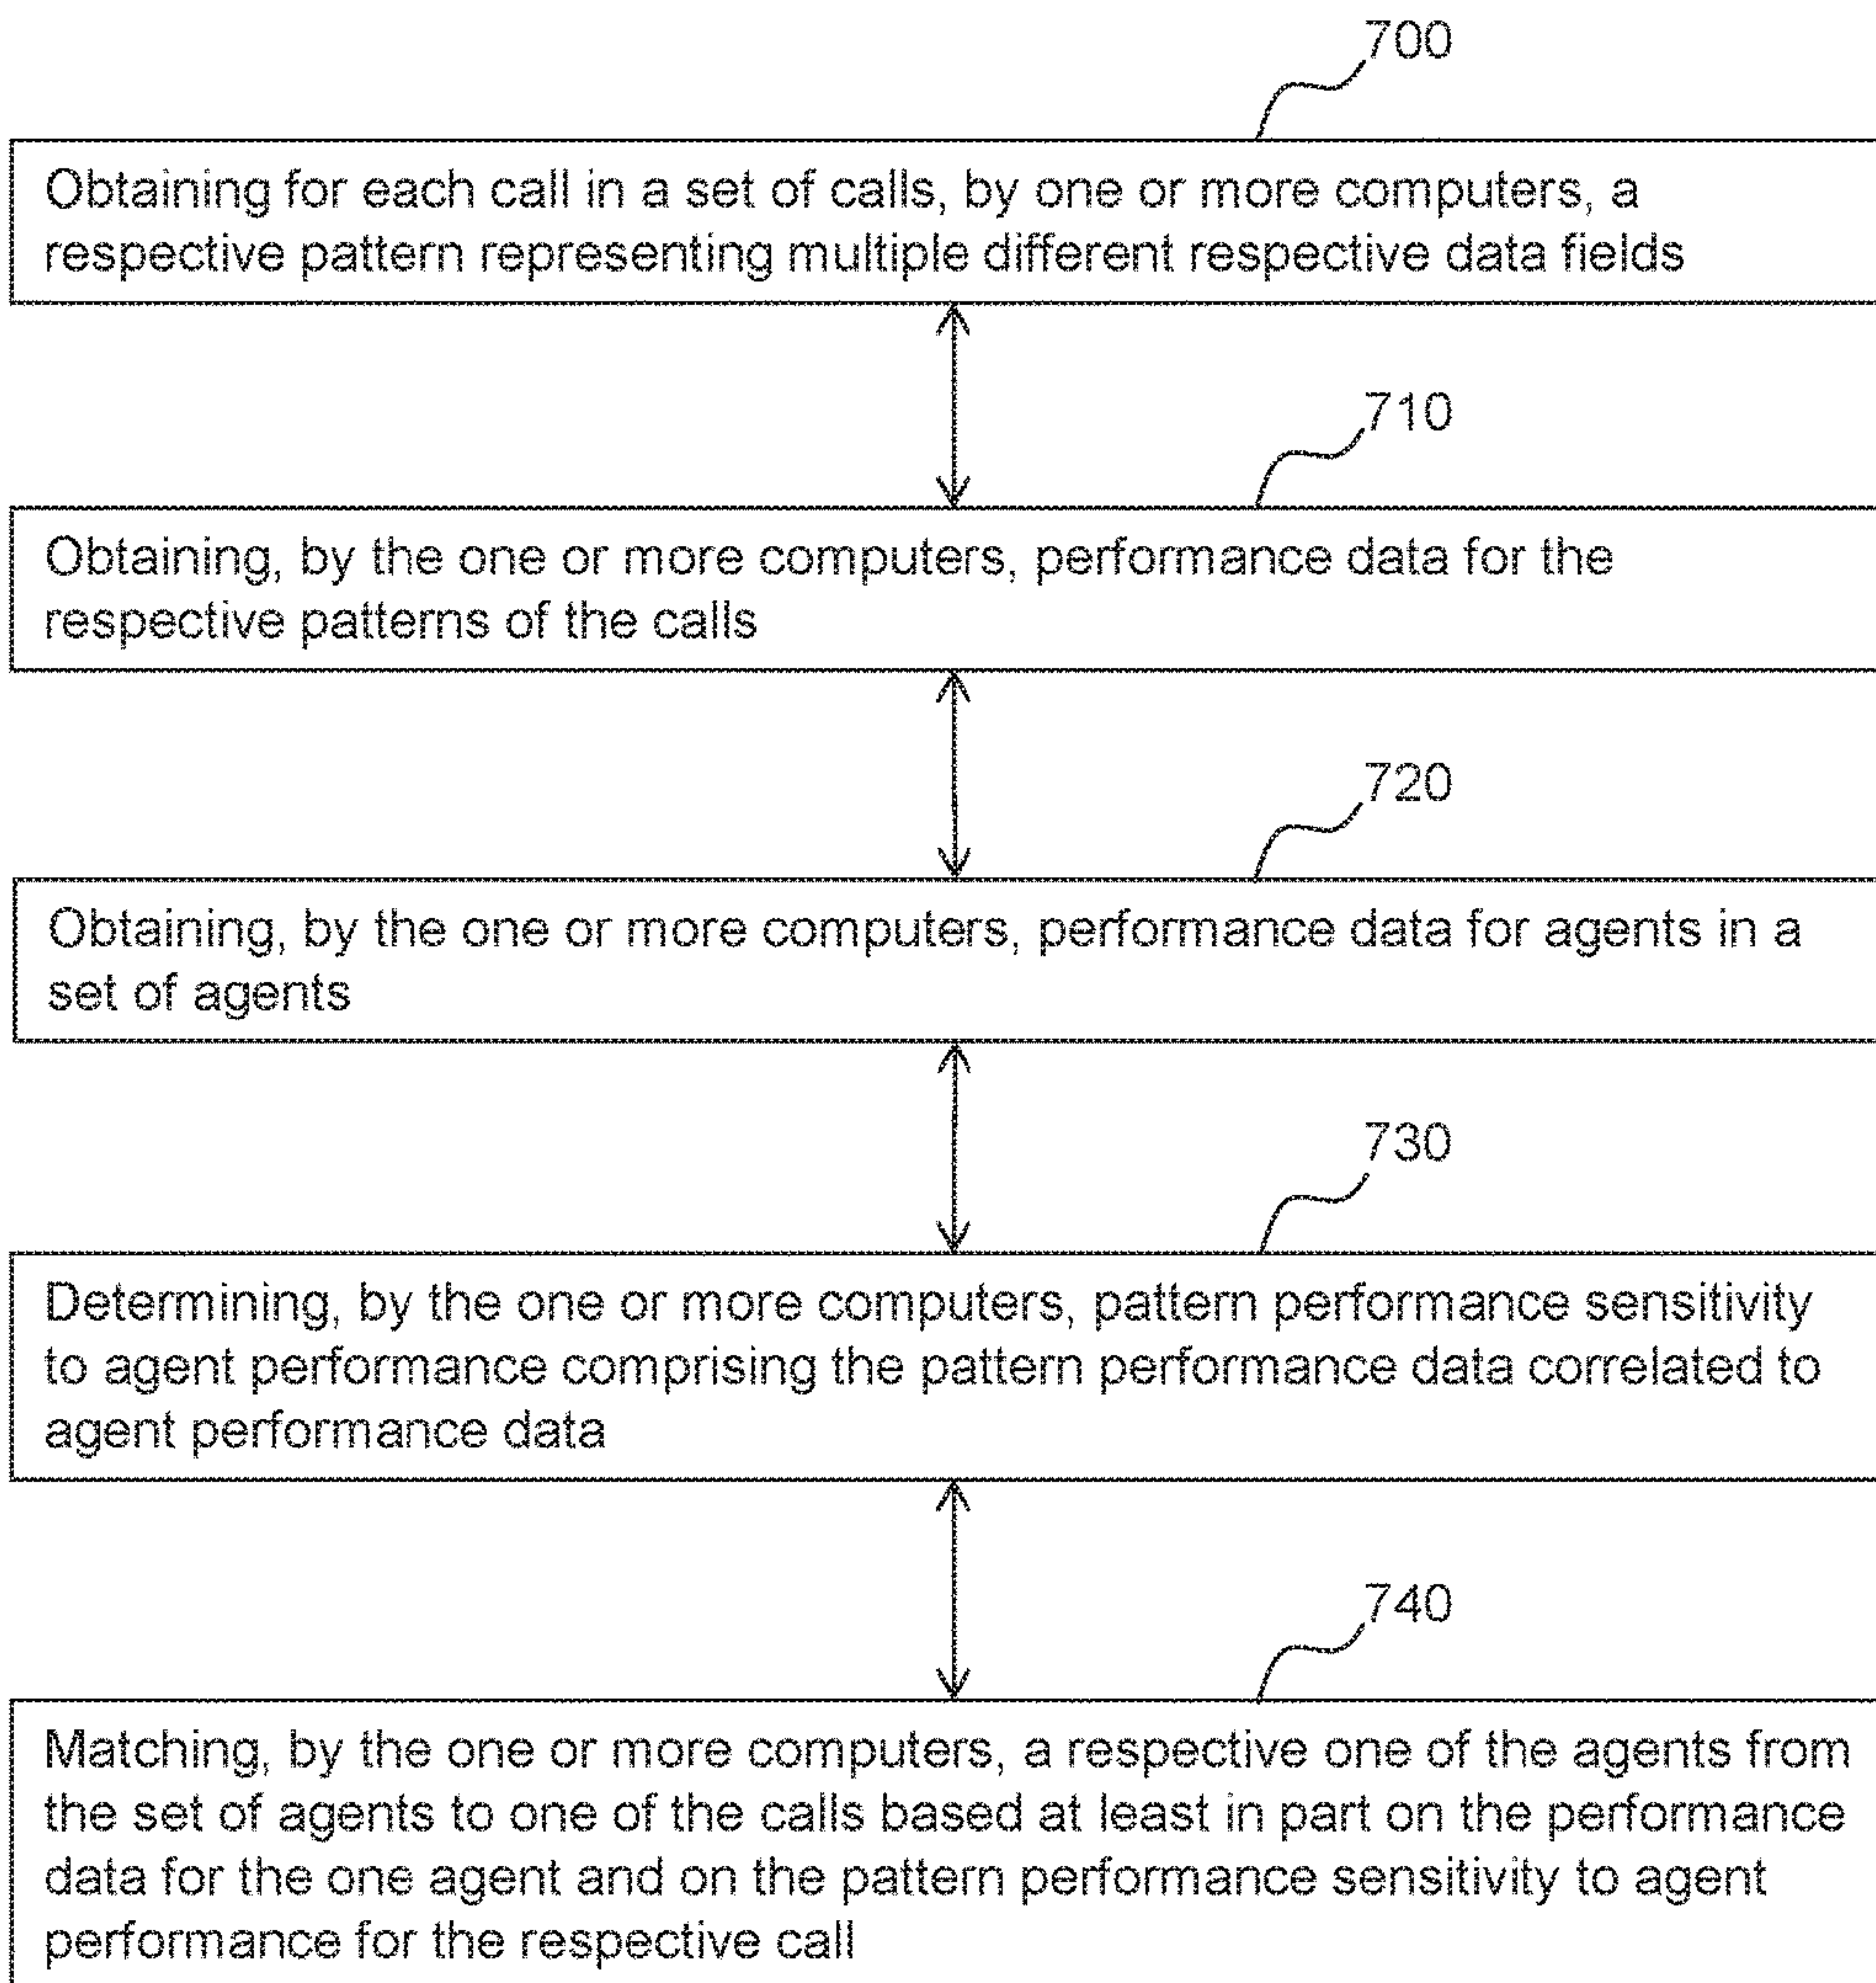 700
Obtaining for each call in a set of calls, by one or more computers, a
respective pattern representing multiple different respective data fields
710
Obtaining, by the one or more computers, performance data for the
respective patterns of the calls
720
Obtaining, by the one or more computers, performance data for agents in a
set of agents
730
Determining, by the one or more computers, pattern performance sensitivity
to agent performance comprising the pattern performance data correlated to
agent performance data
740
Matching, by the one or more computers, a respective one of the agents from
the set of agents to one of the calls based at least in part on the performance
data for the one agent and on the pattern performance sensitivity to agent
performance for the respective call